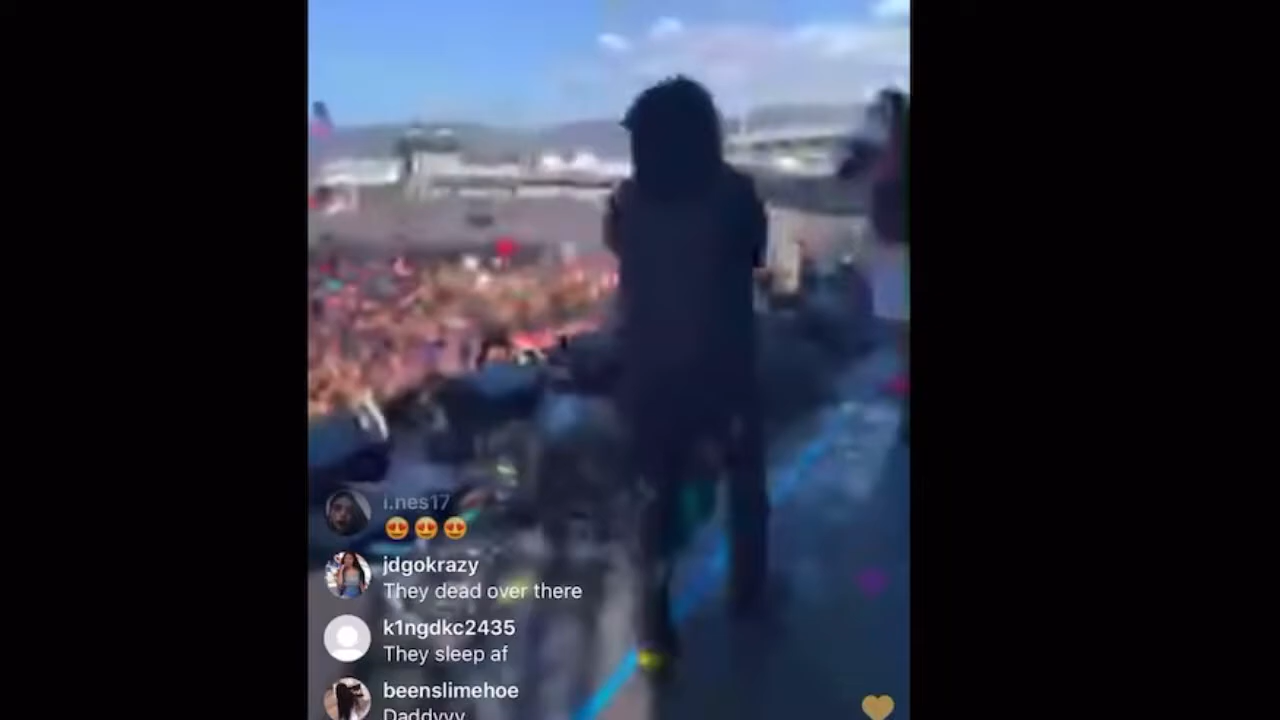 i.nes17
😍😍😍
jdgokrazy
They dead over there
k1ngdkc2435
They sleep af
beenslimehoe
Daddyyy